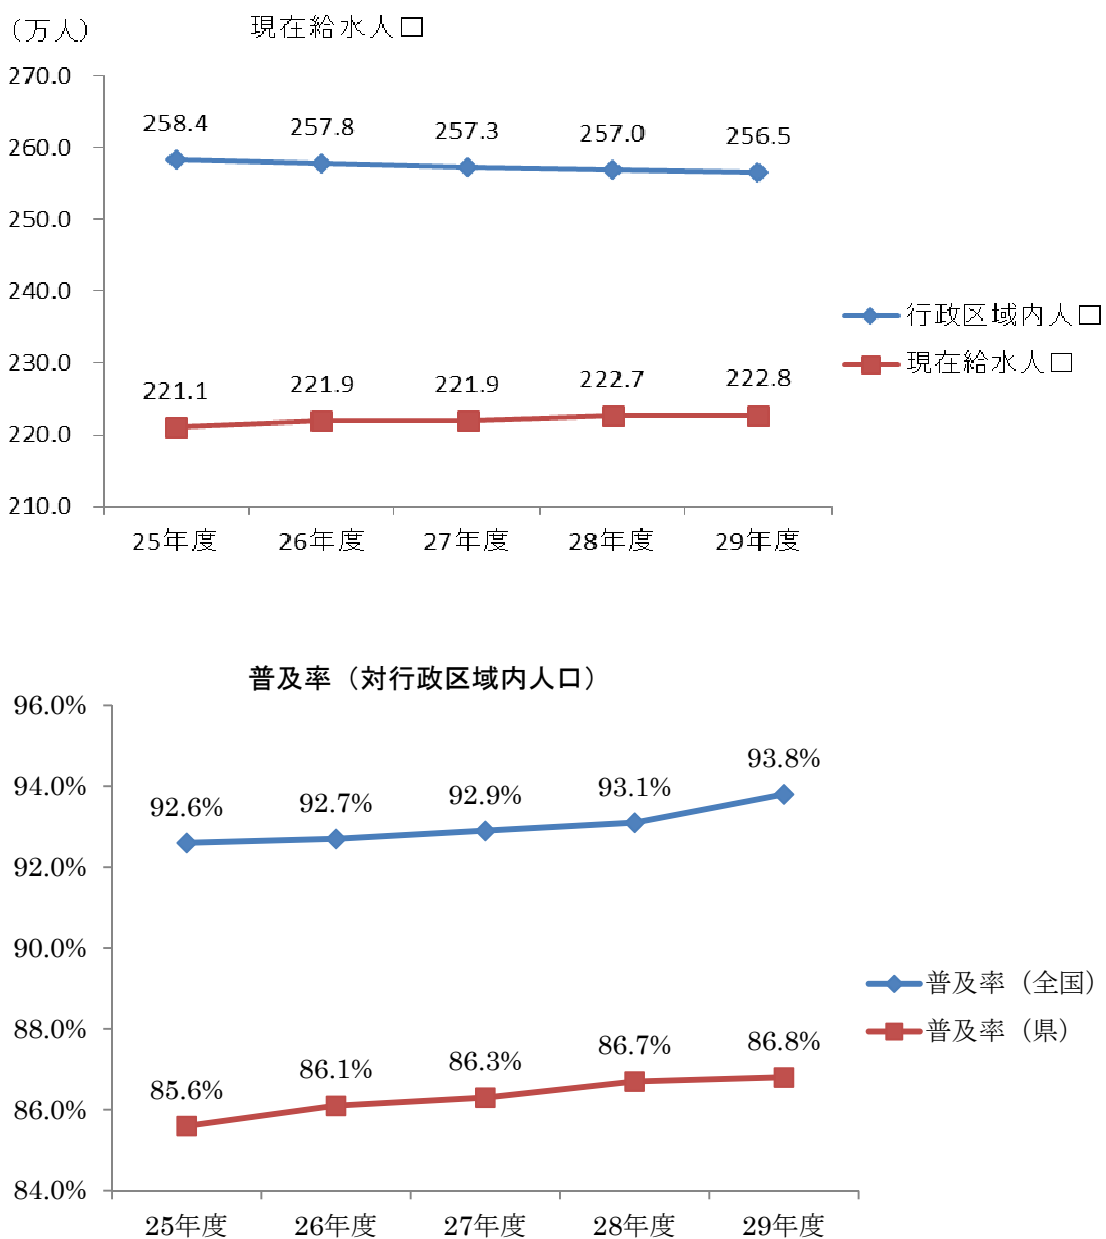 (万人)
現在給水人口
270.0
260.0
250.0
240.0
230.0
220.0
210.0
258.4 257.8 257.3 257.0 256.5
221.1 221.9 221.9 222.7 222.8
25年度 26年度 27年度 28年度 29年度
行政区域内人口
現在給水人口
普及率（対行政区域内人口）
96.0%
94.0%
92.0%
90.0%
88.0%
86.0%
84.0%
92.6% 92.7% 92.9% 93.1% 93.8%
85.6% 86.1% 86.3% 86.7% 86.8%
25年度 26年度 27年度 28年度 29年度
普及率（全国）
普及率（県）